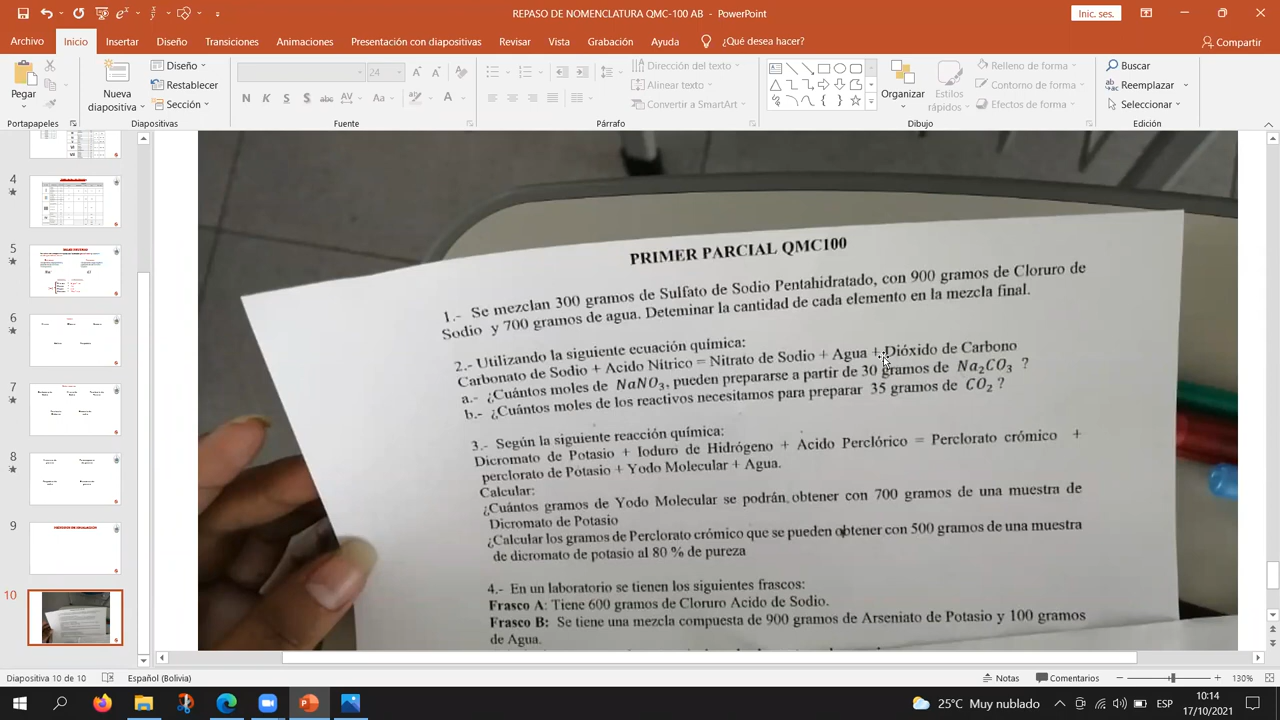 REPASO DE NOMENCLATURA QMC-100 AB - PowerPoint
Inic. ses.
Archivo Inicio Insertar Diseño Transiciones Animaciones Presentación con diapositivas Revisar Vista Grabación Ayuda ¿Qué desea hacer? Compartir
Pegar
Nueva diapositiva
Diseño
Restablecer
Sección
24
N K S S abc AV Aa A
Dirección del texto
Alinear texto
Convertir a SmartArt
Organizar
Estilos rápidos
Relleno de forma
Contorno de forma
Efectos de forma
Buscar
Reemplazar
Seleccionar
Portapapeles Diapositivas Fuente Párrafo Dibujo Edición
4
5
6
7
8
9
10
PRIMER PARCIAL QMC100
1.- Se mezclan 300 gramos de Sulfato de Sodio Pentahidratado, con 900 gramos de Cloruro de
Sodio y 700 gramos de agua. Deteminar la cantidad de cada elemento en la mezcla final.
2.- Utilizando la siguiente ecuación química:
Carbonato de Sodio + Acido Nítrico = Nitrato de Sodio + Agua + Dióxido de Carbono
a.- ¿Cuántos moles de NaNO₃, pueden prepararse a partir de 30 gramos de Na₂CO₃ ?
b.- ¿Cuántos moles de los reactivos necesitamos para preparar 35 gramos de CO₂ ?
3.- Según la siguiente reacción química:
Dicromato de Potasio + Ioduro de Hidrógeno + Acido Perclórico = Perclorato crómico +
perclorato de Potasio + Yodo Molecular + Agua.
Calcular:
¿Cuántos gramos de Yodo Molecular se podrán obtener con 700 gramos de una muestra de
Dicromato de Potasio
¿Calcular los gramos de Perclorato crómico que se pueden obtener con 500 gramos de una muestra
de dicromato de potasio al 80 % de pureza
4.- En un laboratorio se tienen los siguientes frascos:
Frasco A: Tiene 600 gramos de Cloruro Acido de Sodio.
Frasco B: Se tiene una mezcla compuesta de 900 gramos de Arseniato de Potasio y 100 gramos
de Agua.
Diapositiva 10 de 10 Español (Bolivia) Notas Comentarios 130%
25°C Muy nublado ESP 10:14
17/10/2021